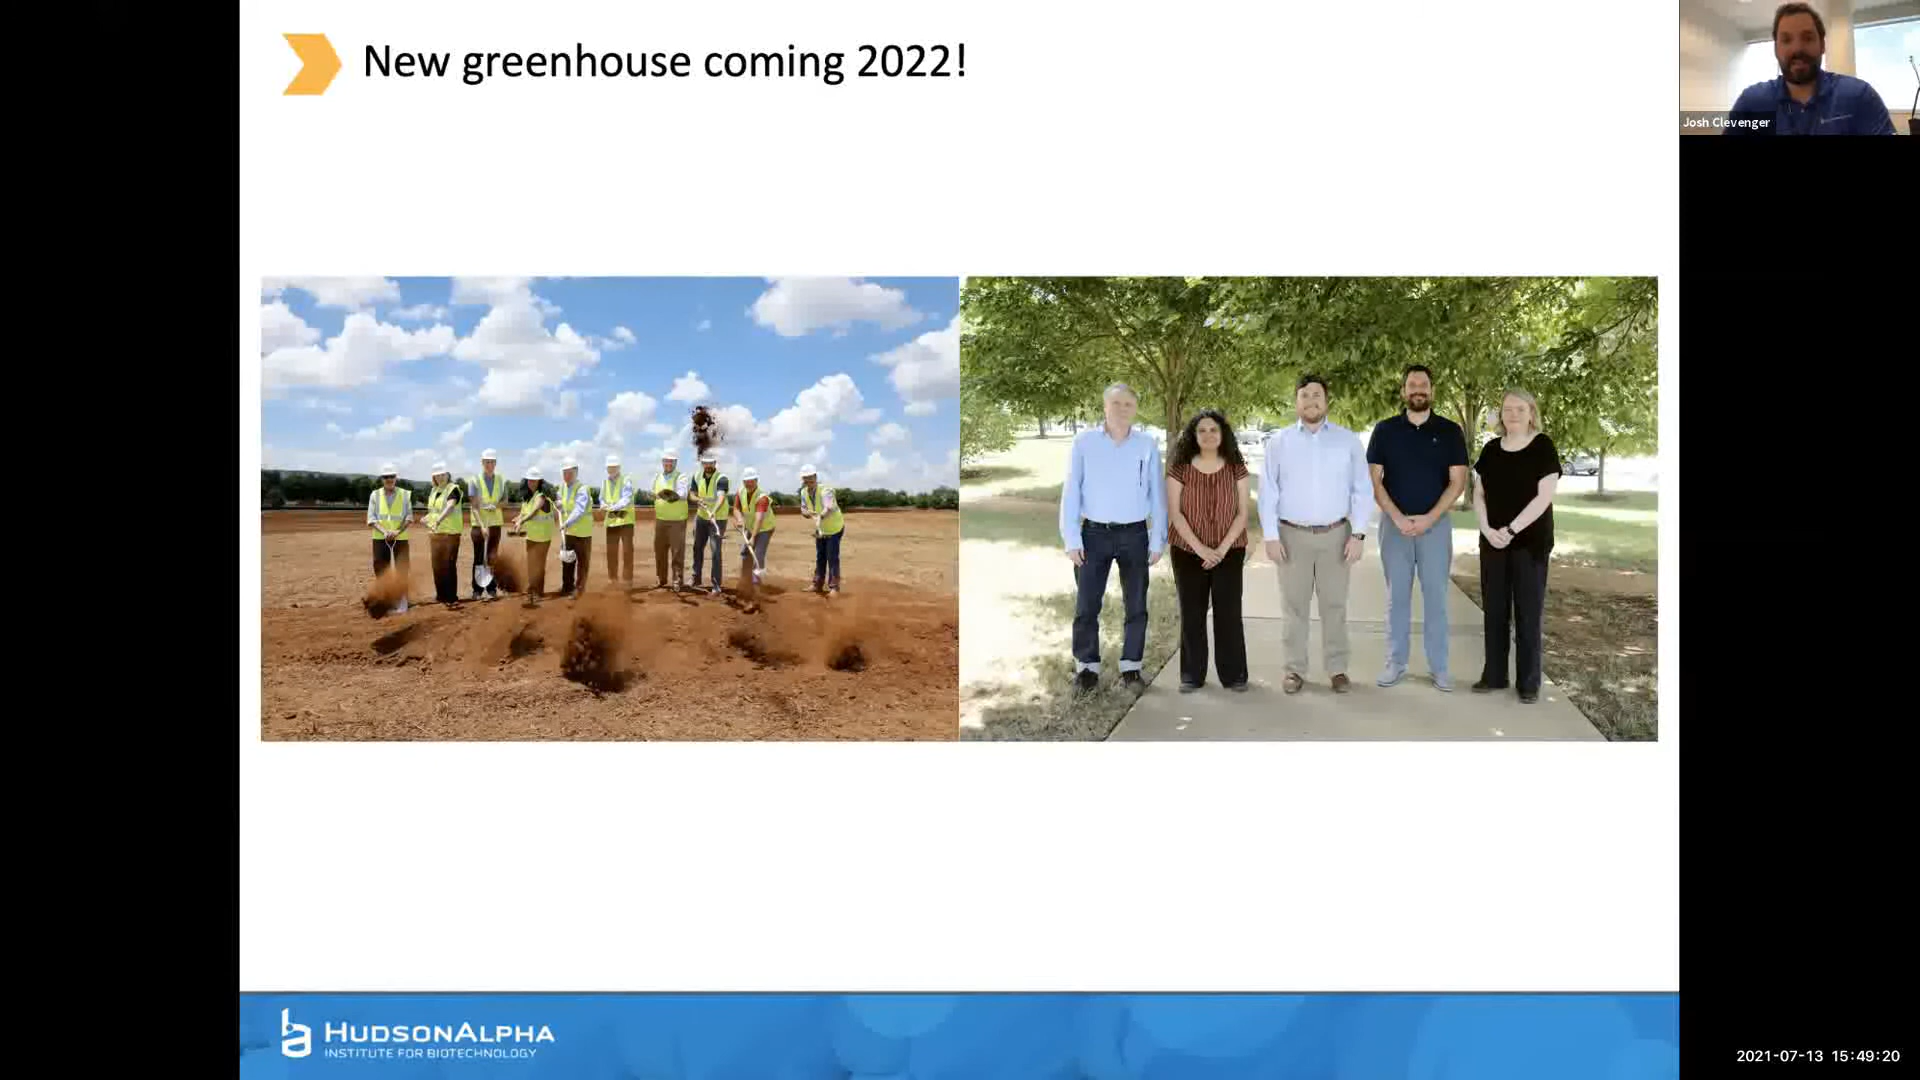 New greenhouse coming 2022!
Josh Clevenger
HUDSONALPHA
INSTITUTE FOR BIOTECHNOLOGY
2021-07-13 15:49:20